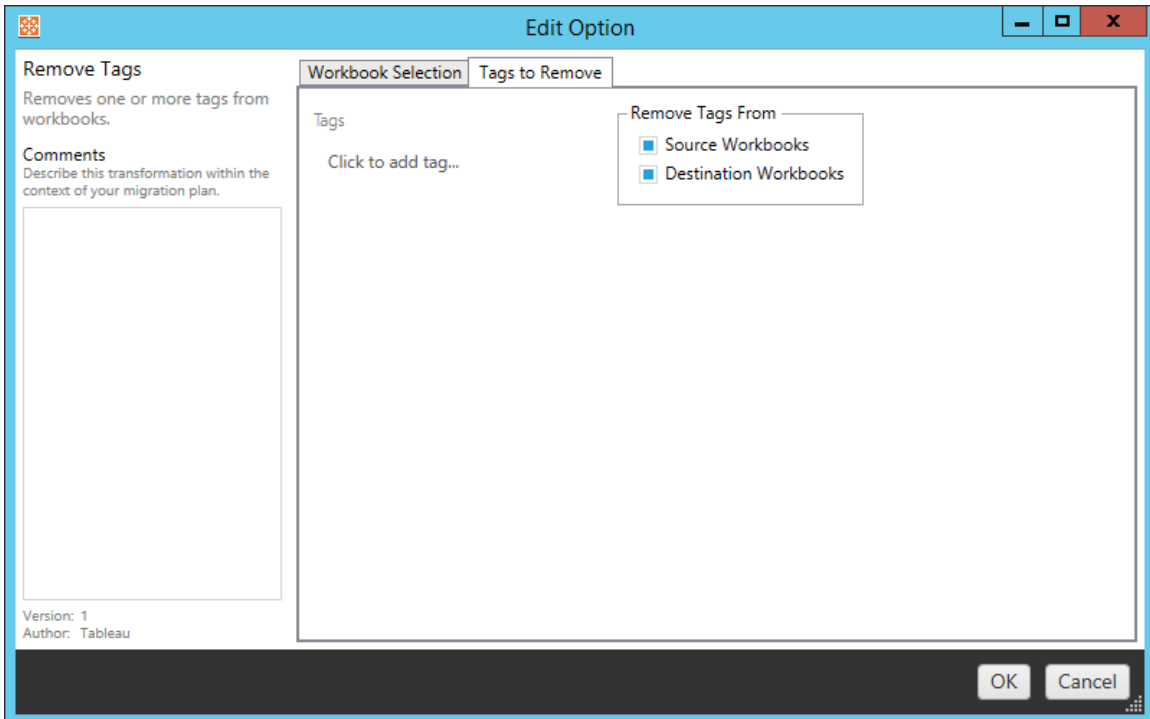 Edit Option
Remove Tags
Removes one or more tags from
workbooks.
Comments
Describe this transformation within the
context of your migration plan.
Version: 1
Author: Tableau
Workbook Selection
Tags to Remove
Tags
Click to add tag...
Remove Tags From
Source Workbooks
Destination Workbooks
OK
Cancel